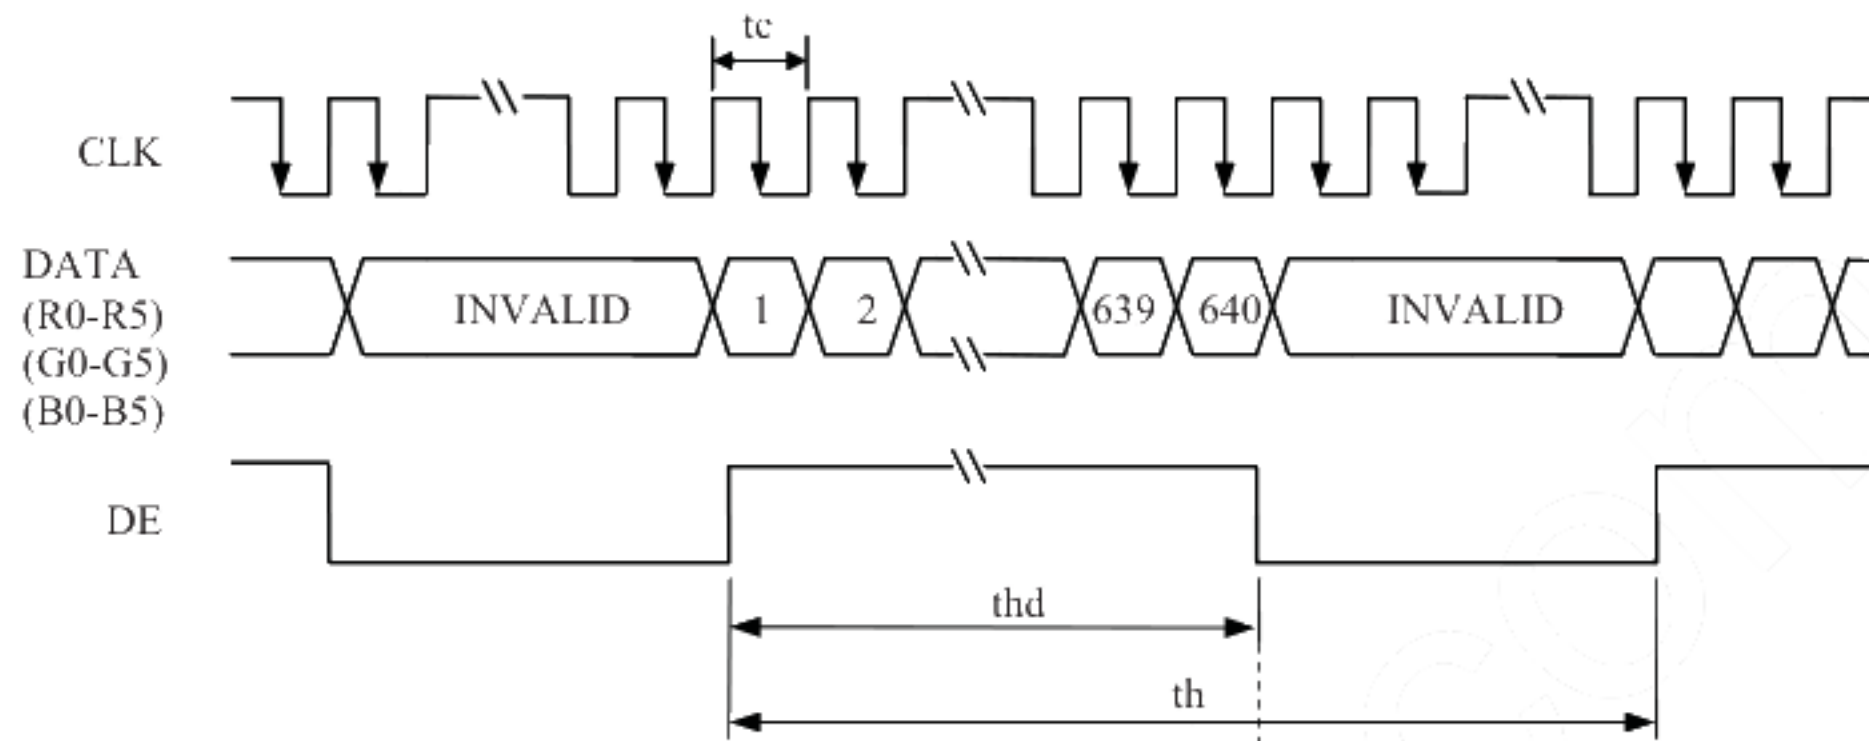 tc
CLK
DATA
(R0-R5)
(G0-G5)
(B0-B5)
INVALID
1
2
639
640
INVALID
DE
thd
th